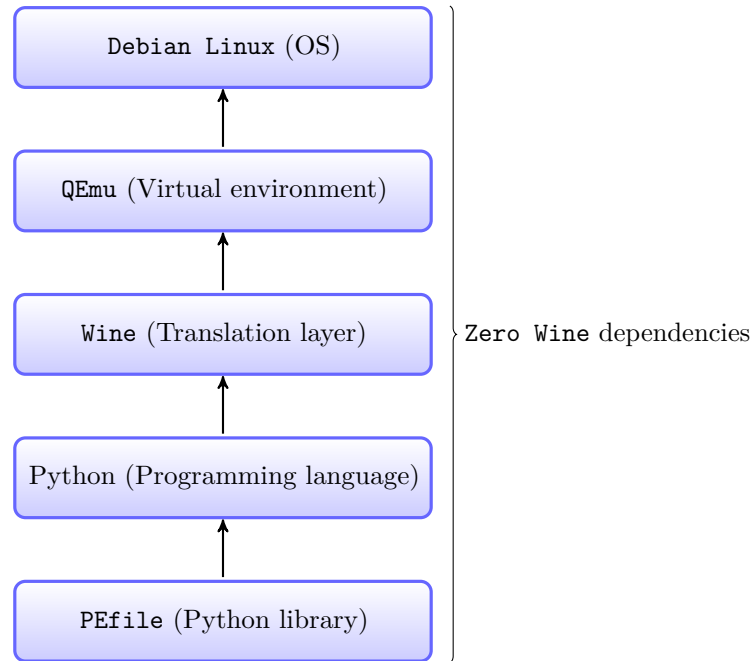 Debian Linux (OS)
QEmu (Virtual environment)
Wine (Translation layer)
Zero Wine dependencies
Python (Programming language)
PEfile (Python library)